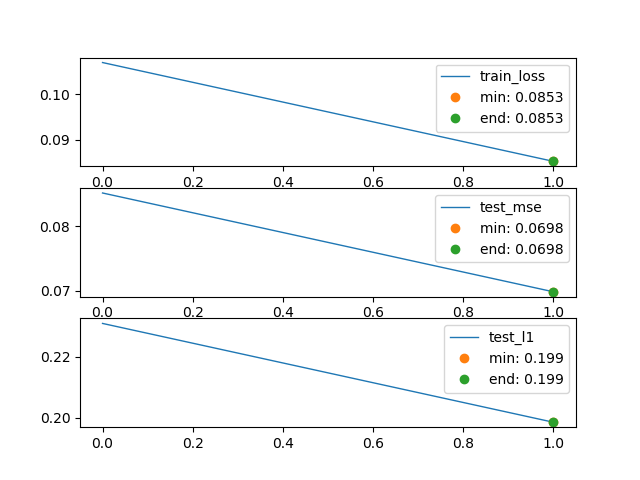 train_loss
min: 0.0853
end: 0.0853
0.10
0.09
0.0 0.2 0.4 0.6 0.8 1.0
test_mse
min: 0.0698
end: 0.0698
0.08
0.07
0.0 0.2 0.4 0.6 0.8 1.0
test_l1
min: 0.199
end: 0.199
0.22
0.20
0.0 0.2 0.4 0.6 0.8 1.0